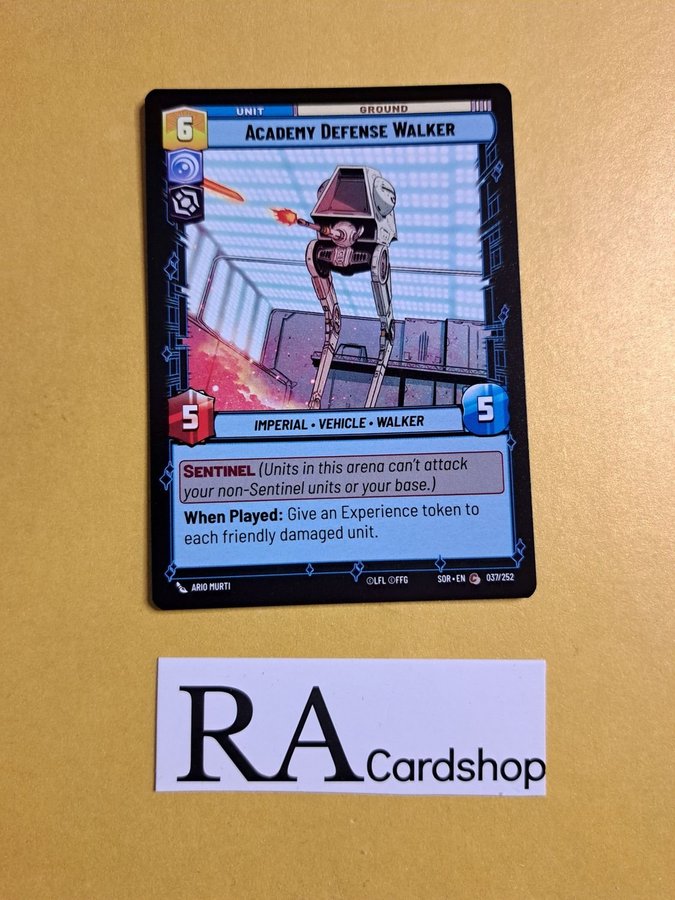 UNIT GROUND
6 ACADEMY DEFENSE WALKER
5 IMPERIAL • VEHICLE • WALKER 5
SENTINEL (Units in this arena can't attack
your non-Sentinel units or your base.)
When Played: Give an Experience token to
each friendly damaged unit.
ARIO MURTI ©LFL ©FFG SOR • EN C 037/252
RA Cardshop